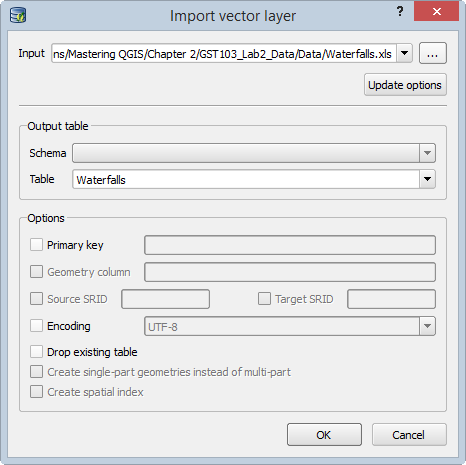 Import vector layer ?
Input ns/Mastering QGIS/Chapter 2/GST103_Lab2_Data/Data/Waterfalls.xls ...
Update options
Output table
Schema
Table Waterfalls
Options
Primary key
Geometry column
Source SRID Target SRID
Encoding UTF-8
Drop existing table
Create single-part geometries instead of multi-part
Create spatial index
OK Cancel